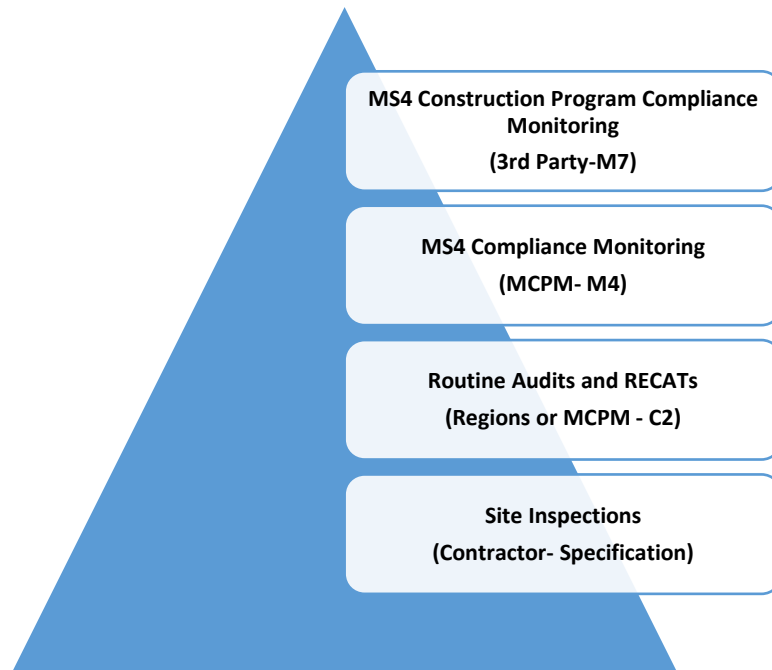 MS4 Construction Program Compliance
Monitoring
(3rd Party-M7)
MS4 Compliance Monitoring
(MCPM- M4)
Routine Audits and RECATs
(Regions or MCPM - C2)
Site Inspections
(Contractor- Specification)